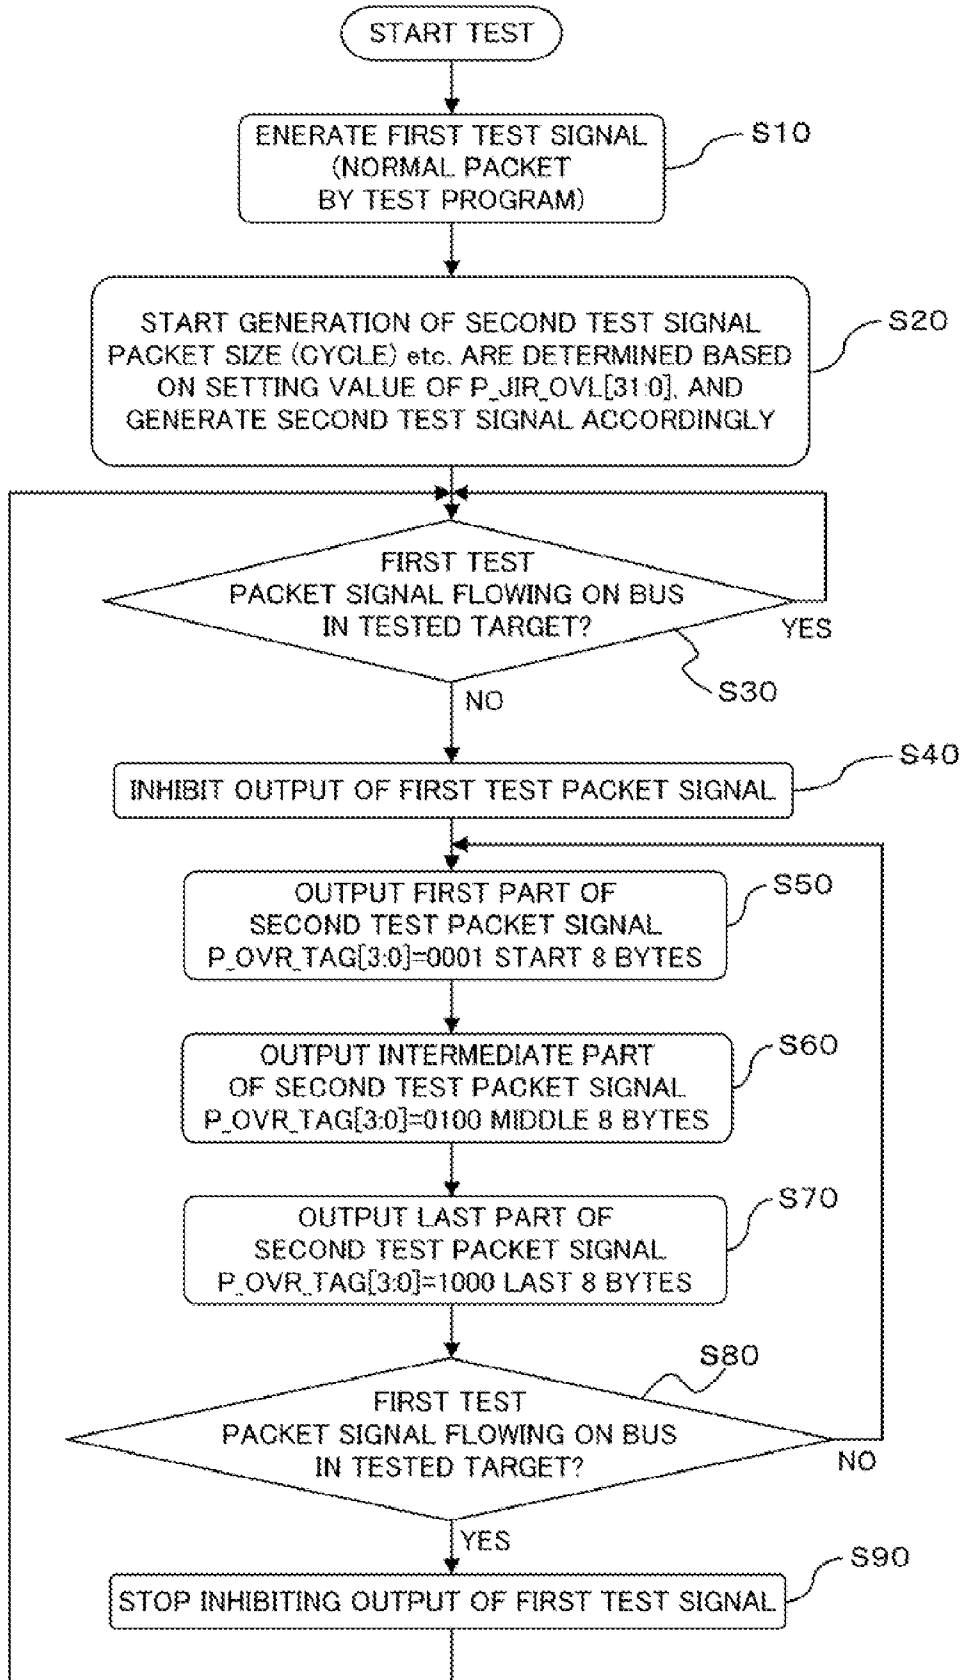 START TEST
ENERATE FIRST TEST SIGNAL
(NORMAL PACKET
BY TEST PROGRAM)
S10
START GENERATION OF SECOND TEST SIGNAL
PACKET SIZE (CYCLE) etc. ARE DETERMINED BASED
ON SETTING VALUE OF P_JIR_OVL[31:0], AND
GENERATE SECOND TEST SIGNAL ACCORDINGLY
S20
FIRST TEST
PACKET SIGNAL FLOWING ON BUS
IN TESTED TARGET?
YES
S30
NO
S40
INHIBIT OUTPUT OF FIRST TEST PACKET SIGNAL
OUTPUT FIRST PART OF
SECOND TEST PACKET SIGNAL
P_OVR_TAG[3:0]=0001 START 8 BYTES
S50
OUTPUT INTERMEDIATE PART
OF SECOND TEST PACKET SIGNAL
P_OVR_TAG[3:0]=0100 MIDDLE 8 BYTES
S60
OUTPUT LAST PART OF
SECOND TEST PACKET SIGNAL
P_OVR_TAG[3:0]=1000 LAST 8 BYTES
S70
S80
FIRST TEST
PACKET SIGNAL FLOWING ON BUS
IN TESTED TARGET?
NO
YES
S90
STOP INHIBITING OUTPUT OF FIRST TEST SIGNAL